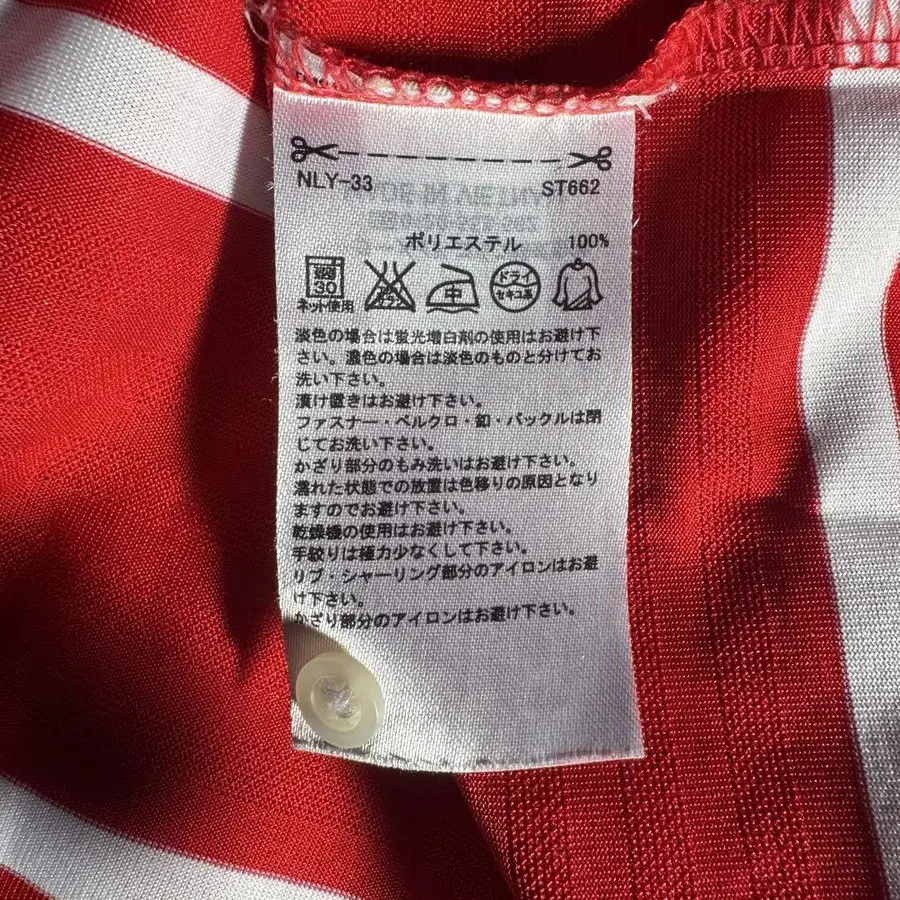 NLY-33 ST662
ポリエステル 100%
弱
30
ネット使用
中
ドライ
セキユ系
淡色の場合は蛍光増白剤の使用はお避け下
さい。濃色の場合は淡色のものと分けてお
洗い下さい。
漬け置きはお避け下さい。
ファスナー・ベルクロ・釦・バックルは閉
じてお洗い下さい。
かざり部分のもみ洗いはお避け下さい。
濡れた状態での放置は色移りの原因となり
ますのでお避け下さい。
乾燥機の使用はお避け下さい。
手絞りは極力少なくして下さい。
リブ・シャーリング部分のアイロンはお避
け下さい。
かざり部分のアイロンはお避け下さい。